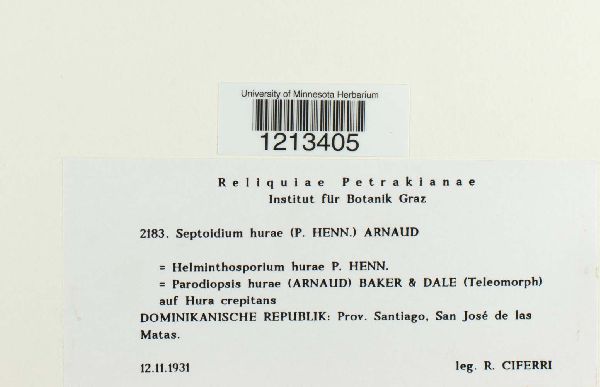 University of Minnesota Herbarium
1213405
Reliquiae Petrakianae
Institut für Botanik Graz
2183. Septoidium hurae (P. HENN.) ARNAUD
= Helminthosporium hurae P. HENN.
= Parodiopsis hurae (ARNAUD) BAKER & DALE (Teleomorph)
auf Hura crepitans
DOMINIKANISCHE REPUBLIK: Prov. Santiago, San José de las
Matas.
12.11.1931 leg. R. CIFERRI